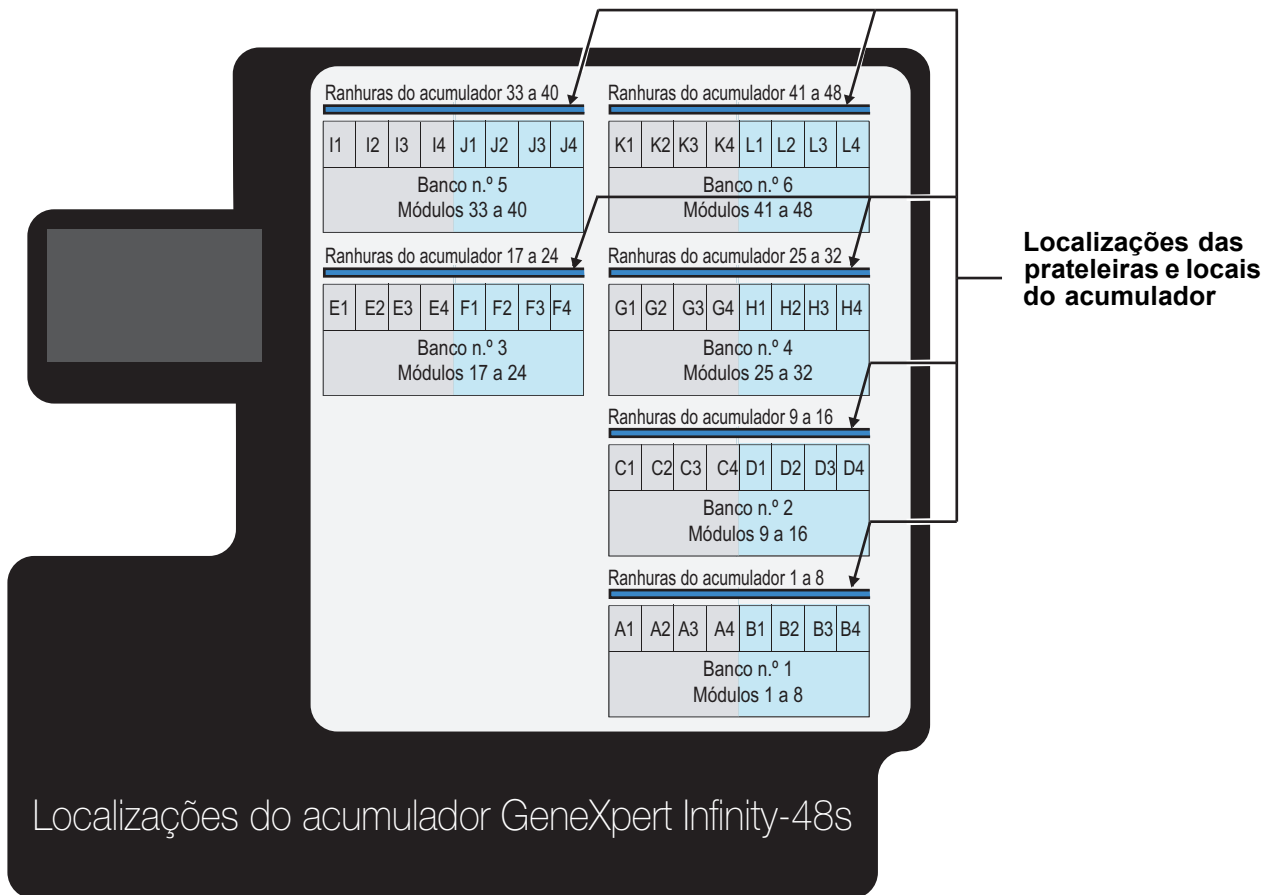 Ranhuras do acumulador 33 a 40
I1 I2 I3 I4 J1 J2 J3 J4
Banco n.º 5
Módulos 33 a 40
Ranhuras do acumulador 41 a 48
K1 K2 K3 K4 L1 L2 L3 L4
Banco n.º 6
Módulos 41 a 48
Ranhuras do acumulador 17 a 24
E1 E2 E3 E4 F1 F2 F3 F4
Banco n.º 3
Módulos 17 a 24
Ranhuras do acumulador 25 a 32
G1 G2 G3 G4 H1 H2 H3 H4
Banco n.º 4
Módulos 25 a 32
Ranhuras do acumulador 9 a 16
C1 C2 C3 C4 D1 D2 D3 D4
Banco n.º 2
Módulos 9 a 16
Ranhuras do acumulador 1 a 8
A1 A2 A3 A4 B1 B2 B3 B4
Banco n.º 1
Módulos 1 a 8
Localizações das
prateleiras e locais
do acumulador
Localizações do acumulador GeneXpert Infinity-48s